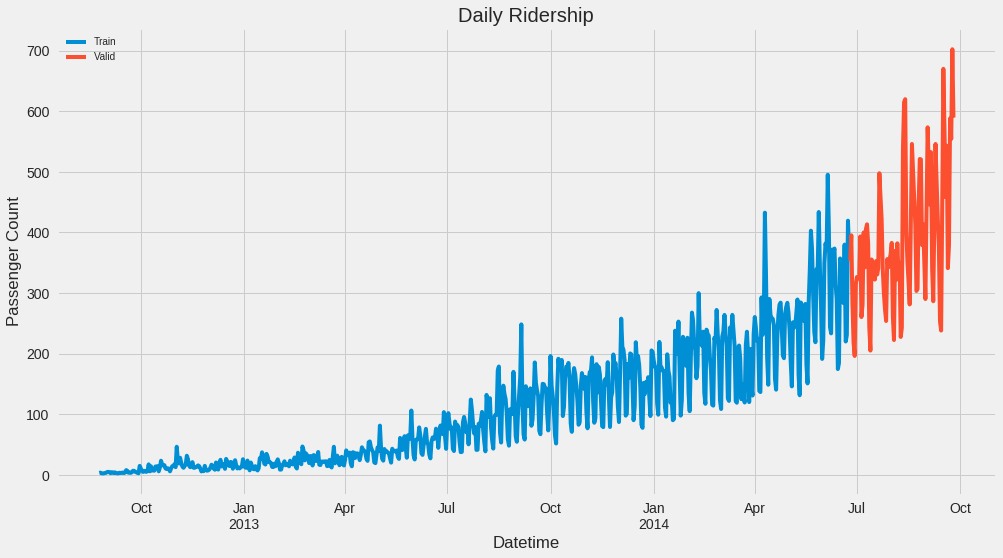 Daily Ridership
Train
Valid
700
600
500
400
300
200
100
0
Passenger Count
Oct
Jan
2013
Apr
Jul
Oct
Jan
2014
Apr
Jul
Oct
Datetime